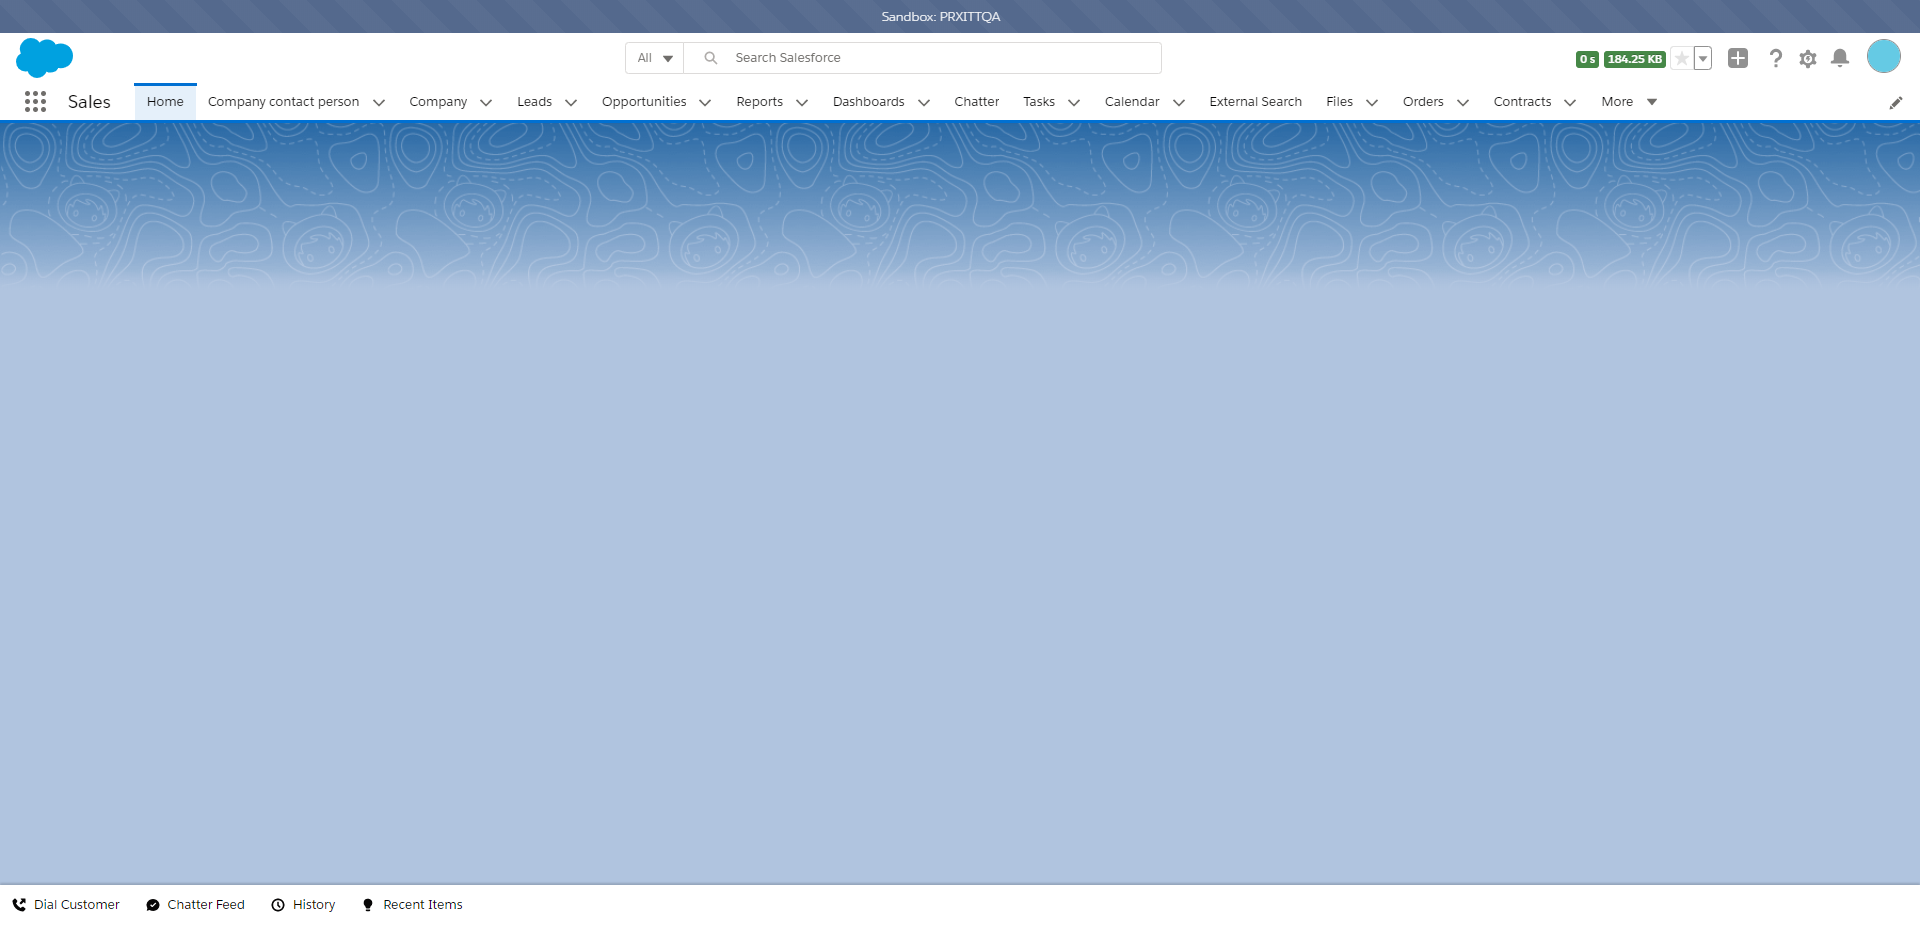 Sandbox: PRXITTQA
All Search Salesforce 0 s 184.25 KB
Sales Home Company contact person Company Leads Opportunities Reports Dashboards Chatter Tasks Calendar External Search Files Orders Contracts More
Dial Customer Chatter Feed History Recent Items